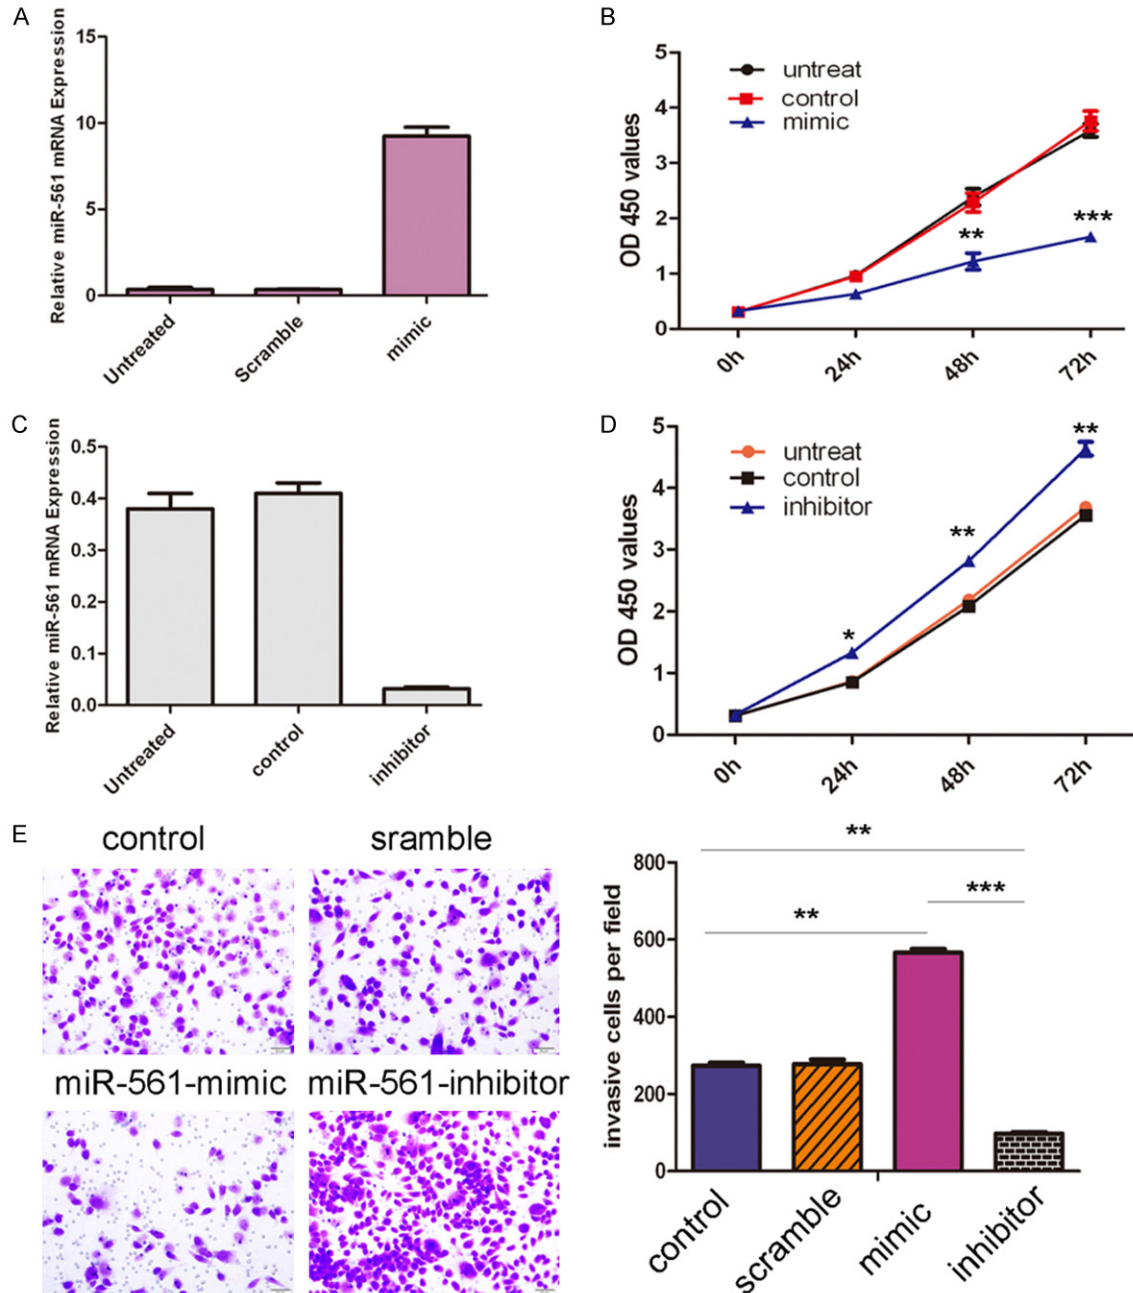 A
Relative miR-561 mRNA Expression
15
10
5
0
Untreated
Scramble
mimic
B
OD 450 values
5
4
3
2
1
0
untreat
control
mimic
**
***
0h
24h
48h
72h
C
Relative miR-561 mRNA Expression
0.5
0.4
0.3
0.2
0.1
0.0
Untreated
control
inhibitor
D
OD 450 values
5
4
3
2
1
0
untreat
control
inhibitor
*
**
**
0h
24h
48h
72h
E
control
sramble
miR-561-mimic
miR-561-inhibitor
invasive cells per field
800
600
400
200
0
**
***
**
control
scramble
mimic
inhibitor